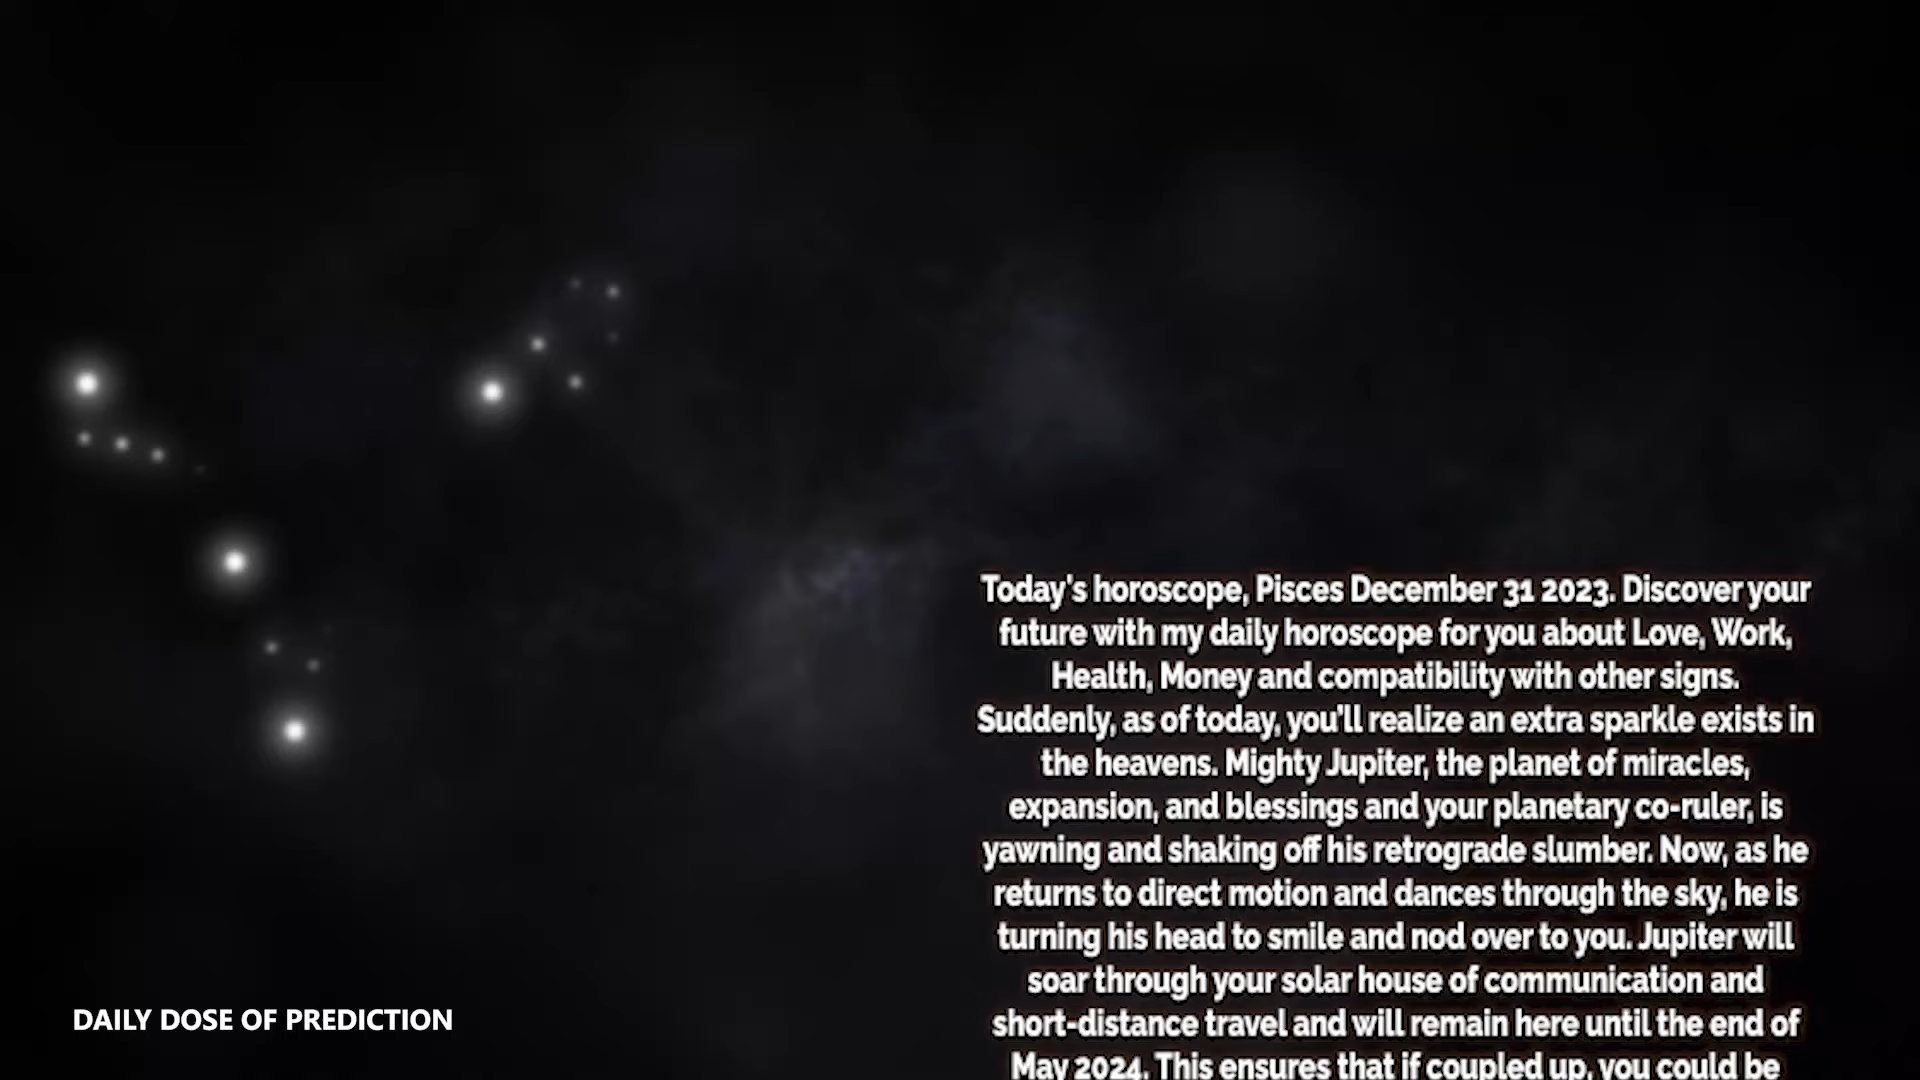 Today's horoscope, Pisces December 31 2023. Discover your
future with my daily horoscope for you about Love, Work,
Health, Money and compatibility with other signs.
Suddenly, as of today, you'll realize an extra sparkle exists in
the heavens. Mighty Jupiter, the planet of miracles,
expansion, and blessings and your planetary co-ruler, is
yawning and shaking off his retrograde slumber. Now, as he
returns to direct motion and dances through the sky, he is
turning his head to smile and nod over to you. Jupiter will
soar through your solar house of communication and
short-distance travel and will remain here until the end of
May 2024. This ensures that if coupled up, you could be
DAILY DOSE OF PREDICTION